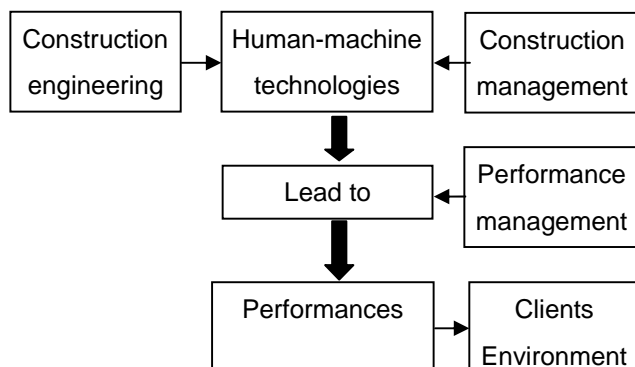 Construction
engineering
Human-machine
technologies
Construction
management
Lead to
Performance
management
Performances
Clients
Environment